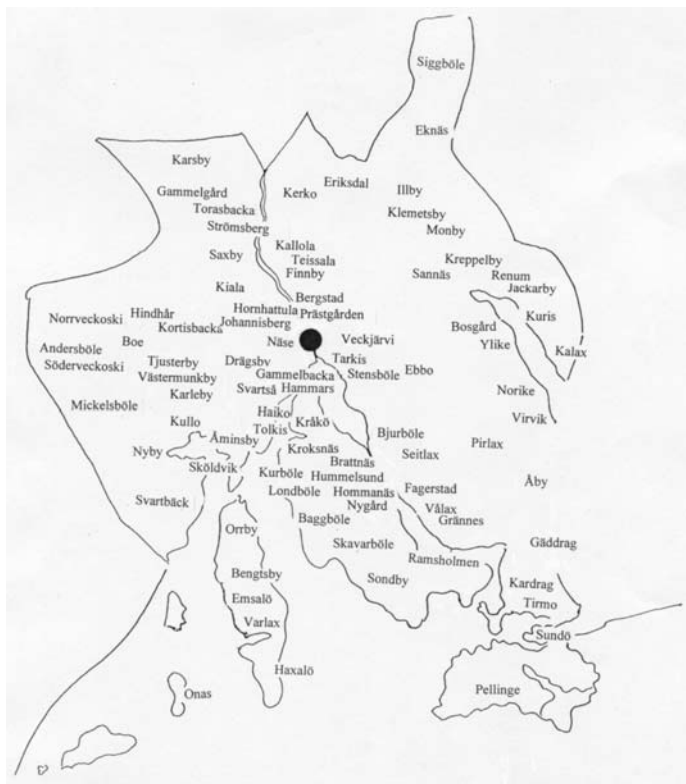 Siggböle
Eknäs
Karsby
Eriksdal
Illby
Gammelgård
Kerko
Torasbacka
Klemetsby
Strömsberg
Monby
Kallola
Saxby
Teissala
Kreppelby
Finnby
Sannäs
Renum
Jackarby
Kiala
Bergstad
Hornhattula
Prästgården
Hindhår
Norrveckoski
Kortisbacka
Johannisberg
Kuris
Bosgård
Boe
Näse
Veckjärvi
Ylike
Andersböle
Kalax
Tjusterby
Drägsby
Tarkis
Söderveckoski
Gammelbacka
Stensböle
Ebbo
Västermunkby
Svartså
Hammars
Norike
Karleby
Mickelsböle
Haiko
Virvik
Kullo
Tolkis
Kråkö
Bjurböle
Åminsby
Pirlax
Nyby
Kroksnäs
Seitlax
Brattnäs
Sköldvik
Kurböle
Hummelsund
Åby
Londböle
Hommanäs
Fagerstad
Svartbäck
Nygård
Vålax
Baggböle
Grännes
Orrby
Skavarböle
Gäddrag
Ramsholmen
Bengtsby
Sondby
Kardrag
Emsalö
Tirmo
Varlax
Sundö
Haxalö
Onas
Pellinge